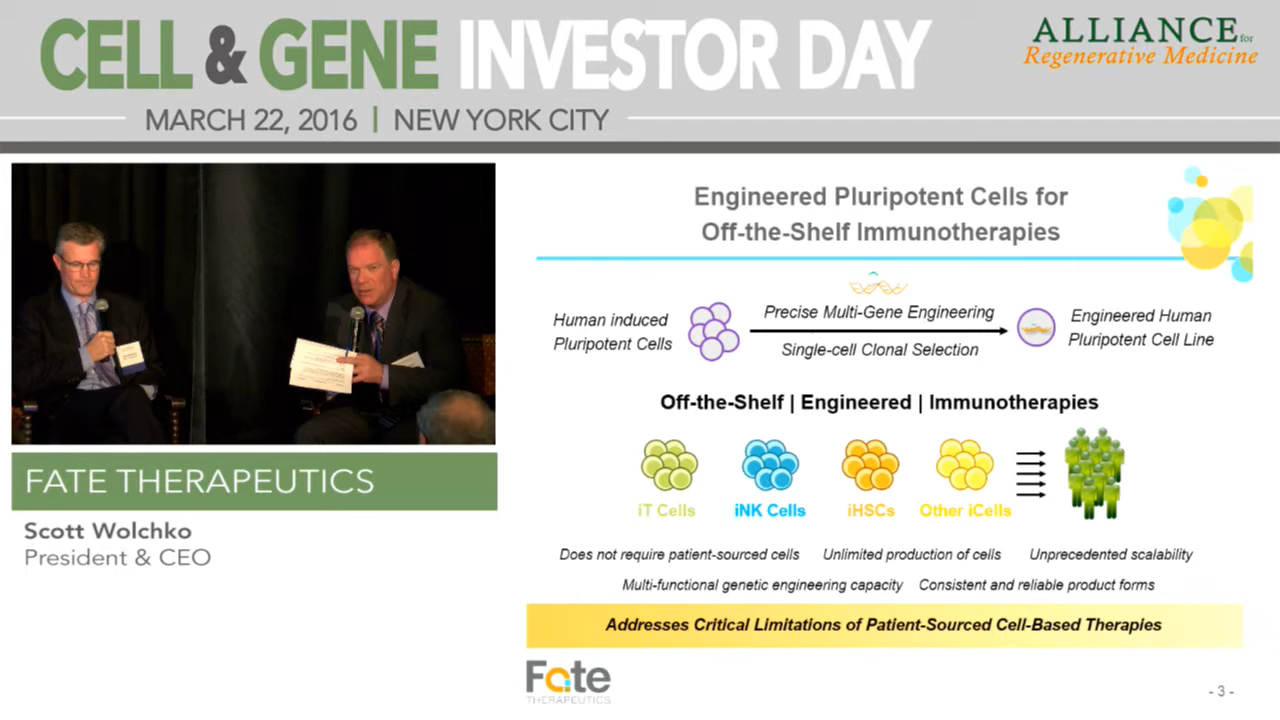 CELL & GENE INVESTOR DAY
MARCH 22, 2016 | NEW YORK CITY
ALLIANCE for
Regenerative Medicine
FATE THERAPEUTICS
Scott Wolchko
President & CEO
Engineered Pluripotent Cells for
Off-the-Shelf Immunotherapies
Human induced
Pluripotent Cells
Precise Multi-Gene Engineering
Single-cell Clonal Selection
Engineered Human
Pluripotent Cell Line
Off-the-Shelf | Engineered | Immunotherapies
iT Cells iNK Cells iHSCs Other iCells
Does not require patient-sourced cells Unlimited production of cells Unprecedented scalability
Multi-functional genetic engineering capacity Consistent and reliable product forms
Addresses Critical Limitations of Patient-Sourced Cell-Based Therapies
Fate
THERAPEUTICS
- 3 -